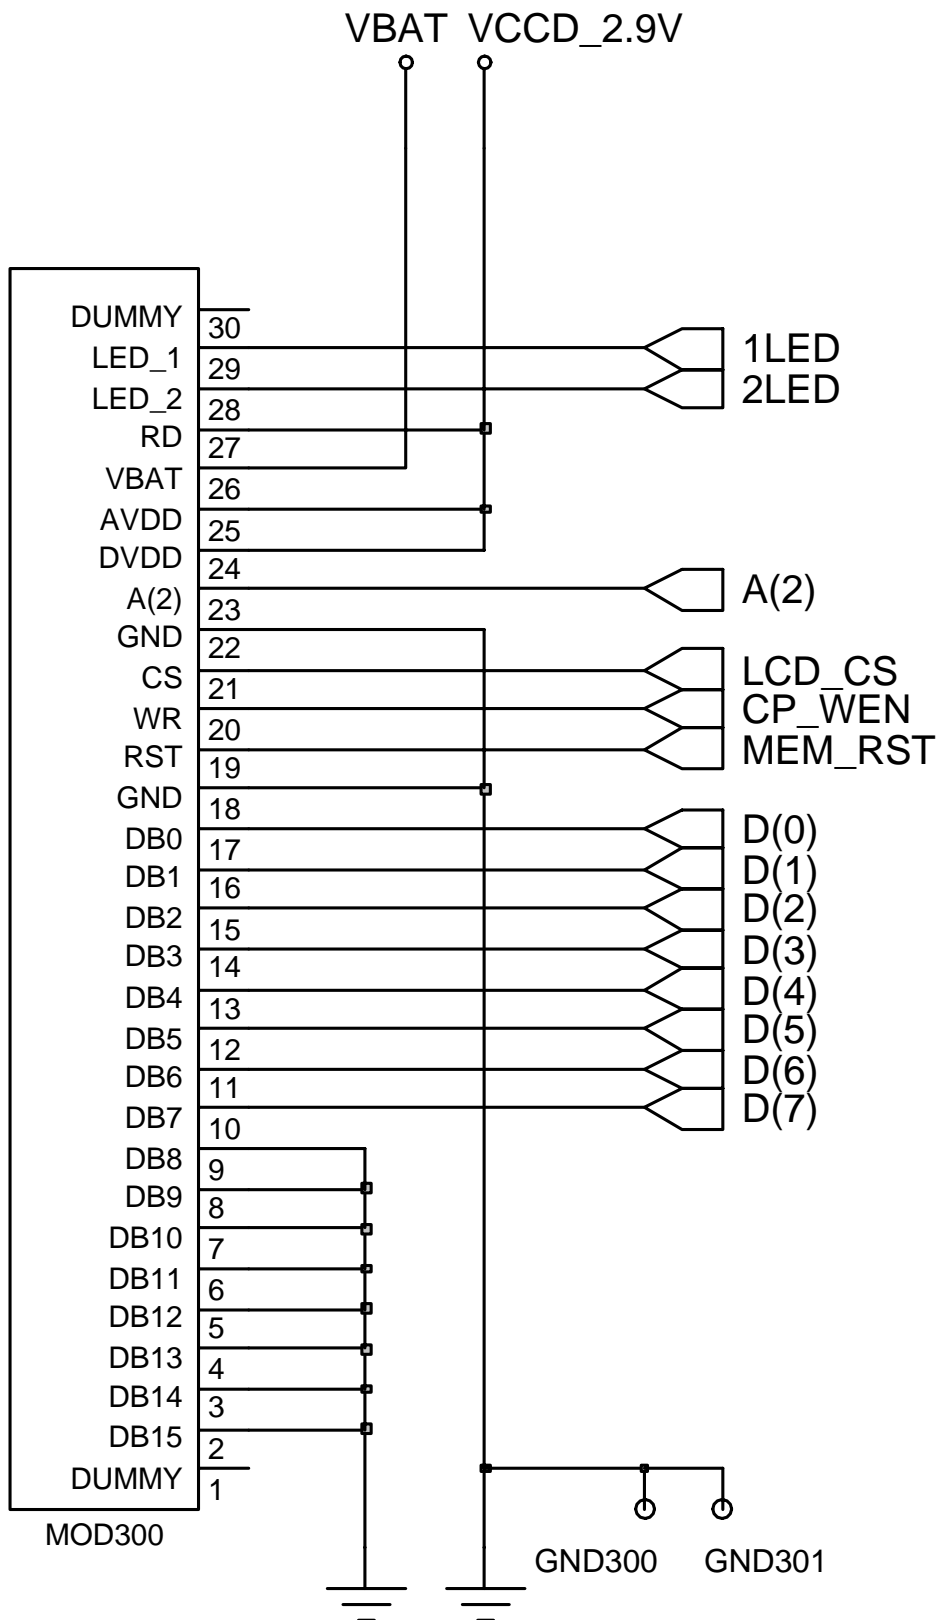 VBAT VCCD_2.9V
DUMMY 30
LED_1 29 1LED
LED_2 28 2LED
RD 27
VBAT 26
AVDD 25
DVDD 24
A(2) 23 A(2)
GND 22
CS 21 LCD_CS
WR 20 CP_WEN
RST 19 MEM_RST
GND 18
DB0 17 D(0)
DB1 16 D(1)
DB2 15 D(2)
DB3 14 D(3)
DB4 13 D(4)
DB5 12 D(5)
DB6 11 D(6)
DB7 10 D(7)
DB8 9
DB9 8
DB10 7
DB11 6
DB12 5
DB13 4
DB14 3
DB15 2
DUMMY 1
MOD300
GND300 GND301